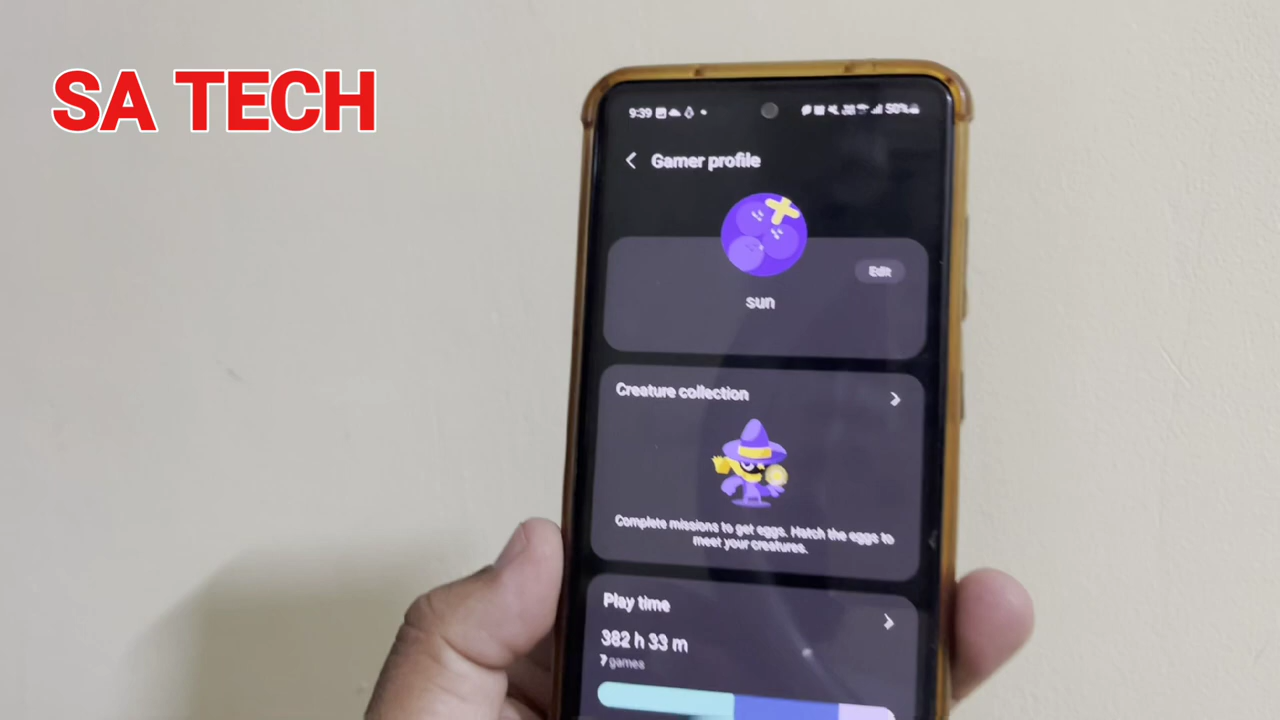 SA TECH
9:39
50%
Gamer profile
Edit
sun
Creature collection
Complete missions to get eggs. Hatch the eggs to
meet your creatures.
Play time
382 h 33 m
7 games